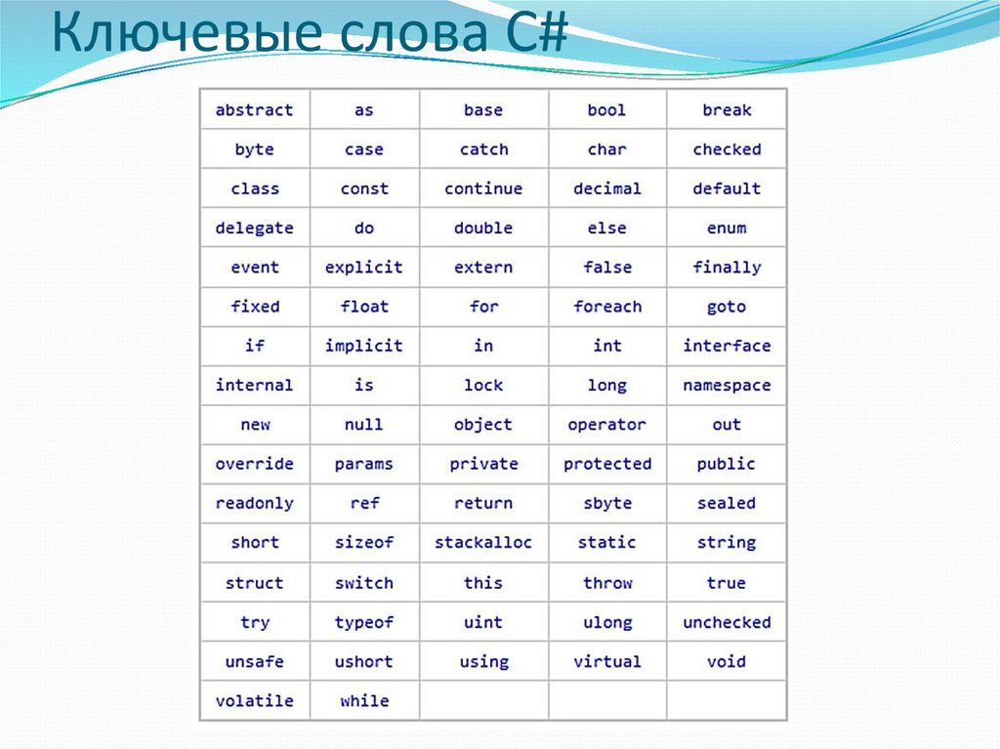 Ключевые слова C#
abstract as base bool break
byte case catch char checked
class const continue decimal default
delegate do double else enum
event explicit extern false finally
fixed float for foreach goto
if implicit in int interface
internal is lock long namespace
new null object operator out
override params private protected public
readonly ref return sbyte sealed
short sizeof stackalloc static string
struct switch this throw true
try typeof uint ulong unchecked
unsafe ushort using virtual void
volatile while